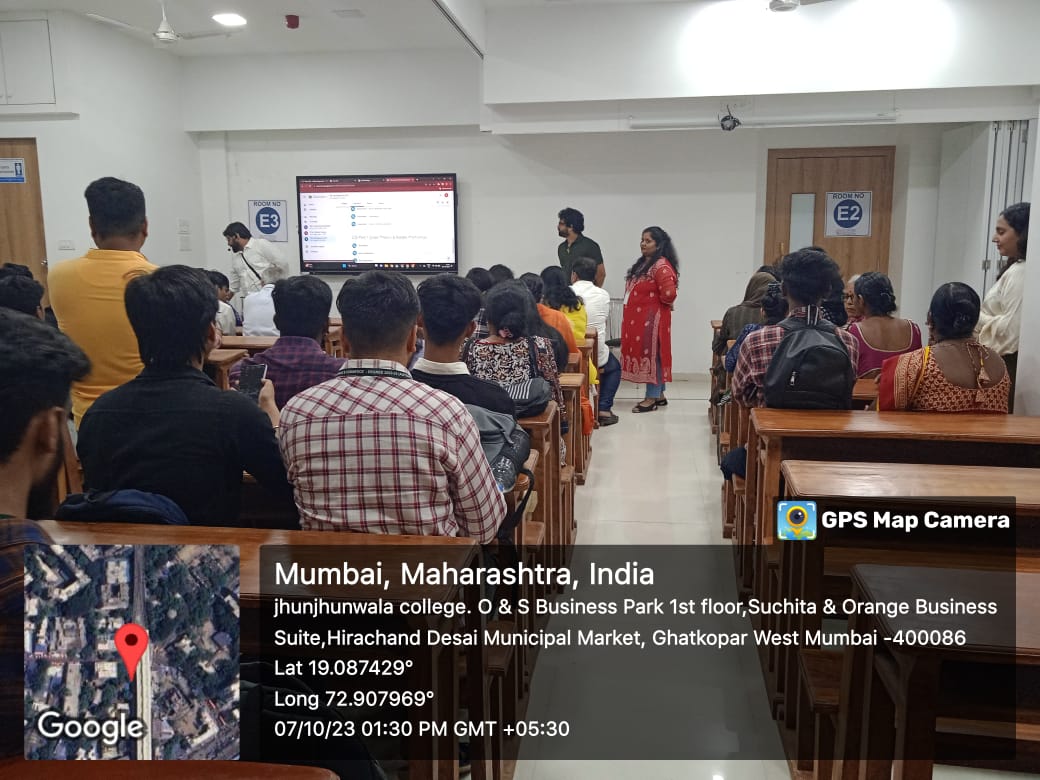 ROOM NO
E3
ROOM NO
E2
GPS Map Camera
Mumbai, Maharashtra, India
jhunjhunwala college. O & S Business Park 1st floor,Suchita & Orange Business
Suite,Hirachand Desai Municipal Market, Ghatkopar West Mumbai -400086
Lat 19.087429°
Long 72.907969°
07/10/23 01:30 PM GMT +05:30
Google